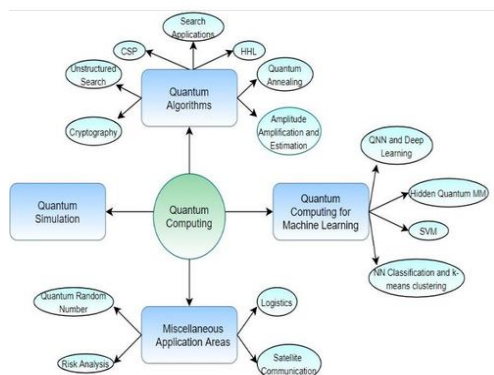 Search
Applications
CSP
HHL
Unstructured
Search
Quantum
Algorithms
Quantum
Annealing
Cryptography
Amplitude
Amplification and
Estimation
QNN and Deep
Learning
Quantum
Simulation
Quantum
Computing
Quantum
Computing for
Machine Learning
Hidden Quantum MM
SVM
NN Classification and k-
means clustering
Quantum Random
Number
Miscellaneous
Application Areas
Logistics
Risk Analysis
Satellite
Communication